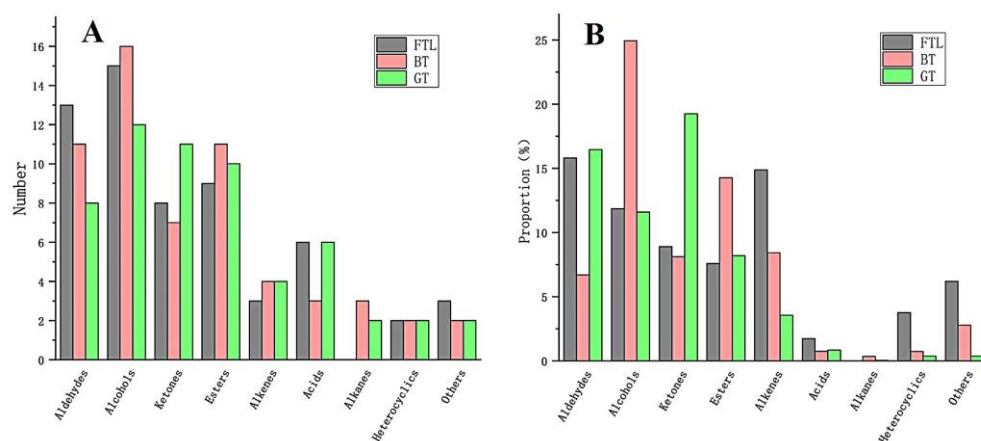 A
FTL
BT
GT
Number
16
14
12
10
8
6
4
2
0
Aldehydes
Alcohols
Ketones
Esters
Alkenes
Acids
Alkanes
Heterocyclics
Others
B
FTL
BT
GT
Proportion (%)
25
20
15
10
5
0
Aldehydes
Alcohols
Ketones
Esters
Alkenes
Acids
Alkanes
Heterocyclics
Others